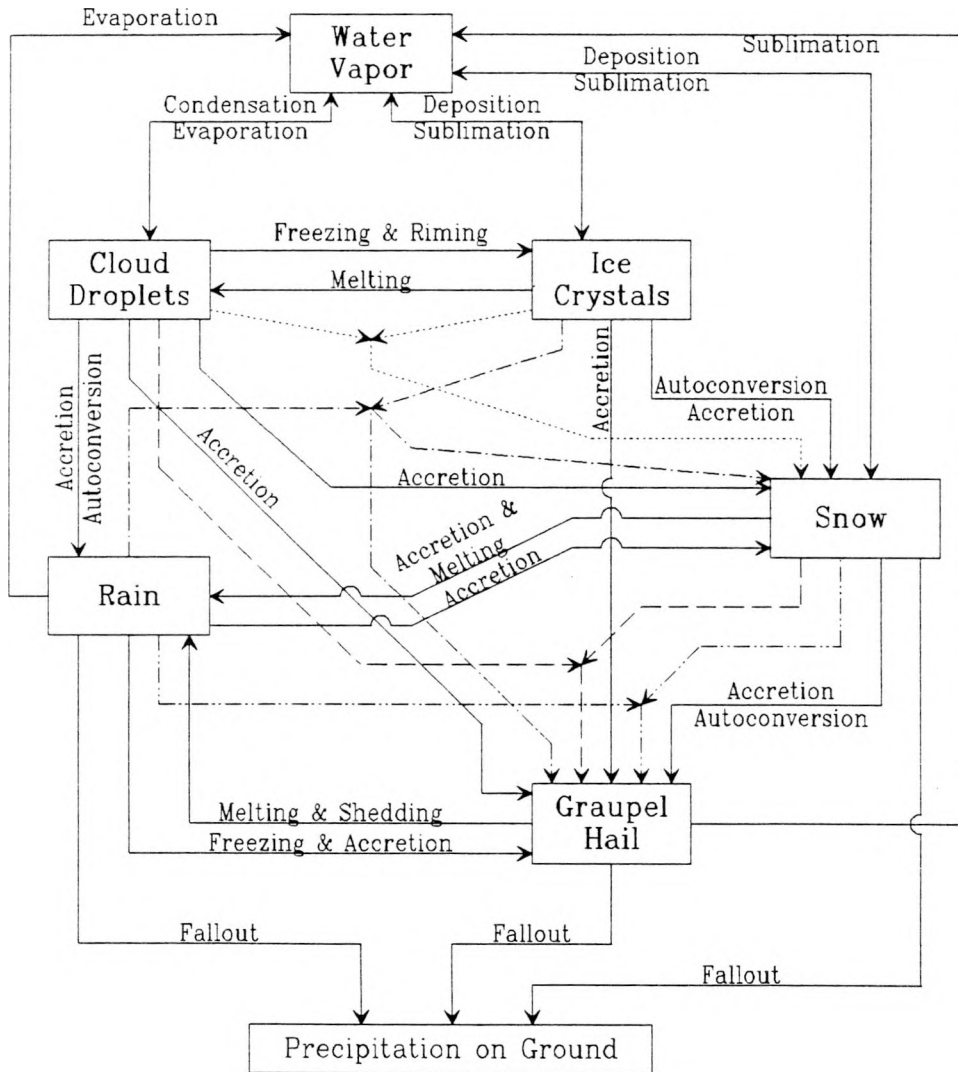 Evaporation
Water
Vapor
Sublimation
Deposition
Sublimation
Condensation
Evaporation
Deposition
Sublimation
Freezing & Riming
Cloud
Droplets
Ice
Crystals
Melting
Accretion
Autoconversion
Accretion
Accretion
Autoconversion
Accretion
Accretion
Snow
Accretion &
Melting
Accretion
Rain
Accretion
Autoconversion
Melting & Shedding
Graupel
Hail
Freezing & Accretion
Fallout
Fallout
Fallout
Precipitation on Ground